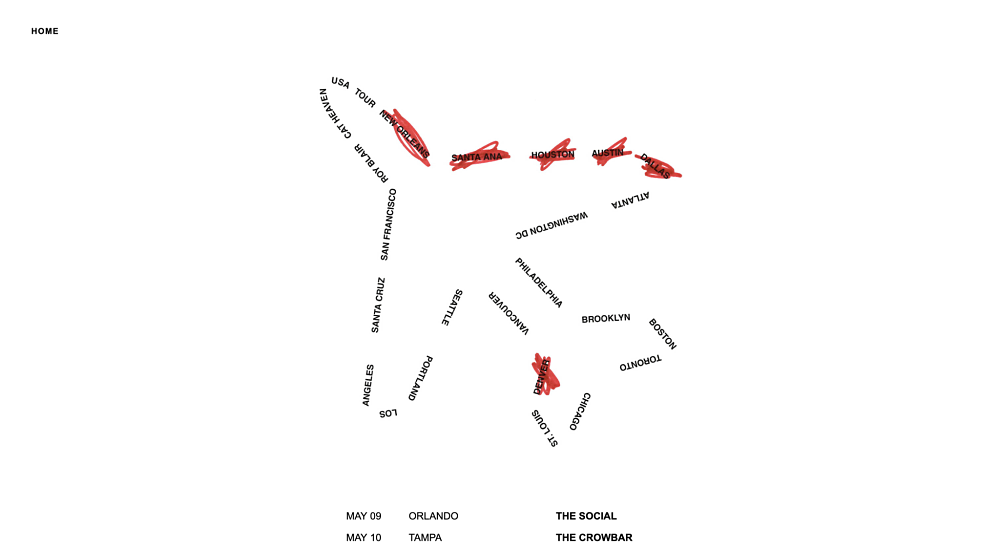 HOME
USA TOUR
NEW ORLEANS
SANTA ANA
HOUSTON
AUSTIN
DALLAS
ATLANTA
WASHINGTON DC
PHILADELPHIA
BROOKLYN
BOSTON
TORONTO
CHICAGO
ST. LOUIS
DENVER
VANCOUVER
SEATTLE
PORTLAND
LOS
ANGELES
SANTA CRUZ
SAN FRANCISCO
ROY BLAIR
CAT HEAVEN
MAY 09 ORLANDO THE SOCIAL
MAY 10 TAMPA THE CROWBAR